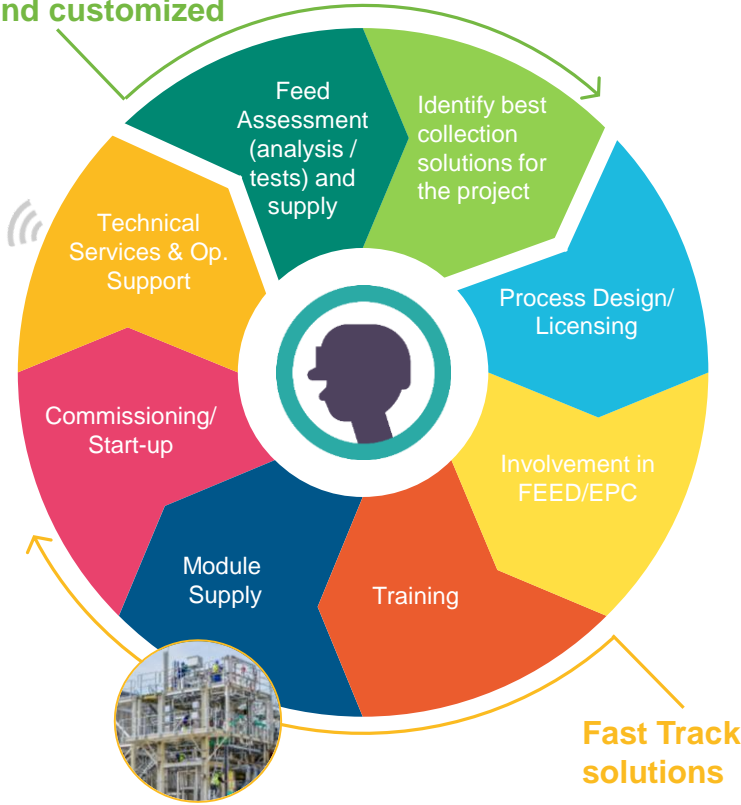 and customized
Feed
Assessment
(analysis /
tests) and
supply
Identify best
collection
solutions for
the project
Process Design/
Licensing
Involvement in
FEED/EPC
Training
Module
Supply
Commissioning/
Start-up
Technical
Services & Op.
Support
Fast Track
solutions